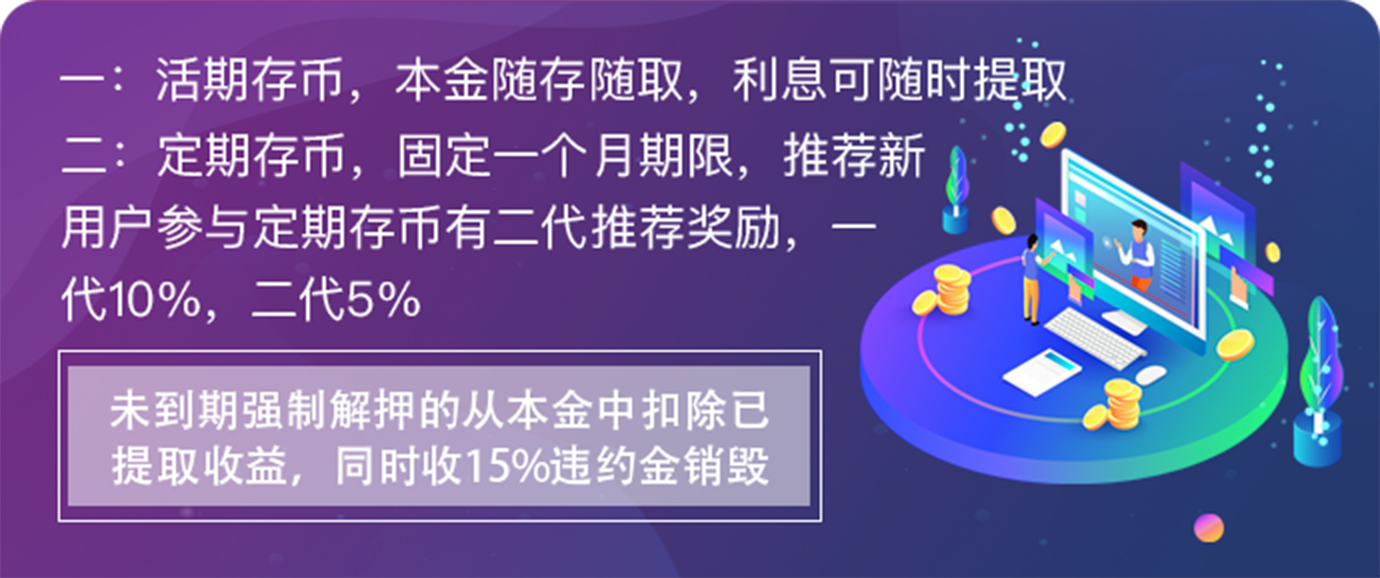 一：活期存币，本金随存随取，利息可随时提取
二：定期存币，固定一个月期限，推荐新
用户参与定期存币有二代推荐奖励，一
代10%，二代5%
未到期强制解押的从本金中扣除已
提取收益，同时收15%违约金销毁